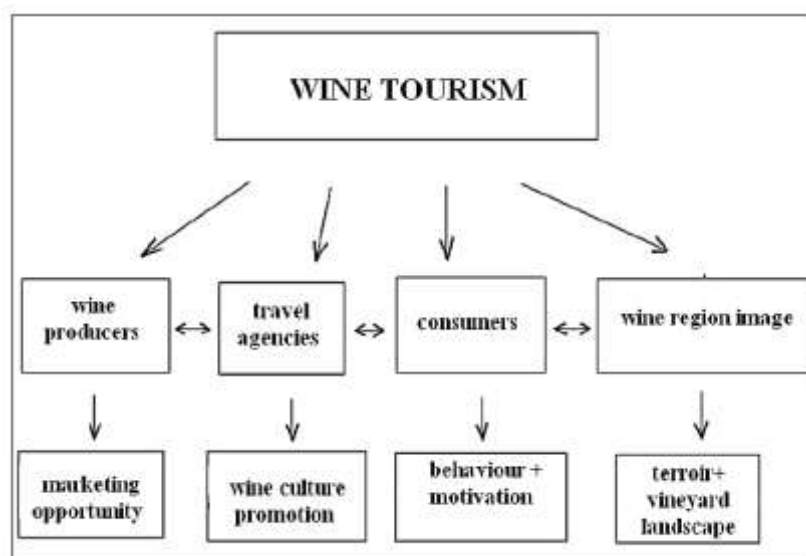 WINE TOURISM
wine
producers
travel
agencies
consumers
wine region image
marketing
opportunity
wine culture
promotion
behaviour +
motivation
terroir+
vineyard
landscape